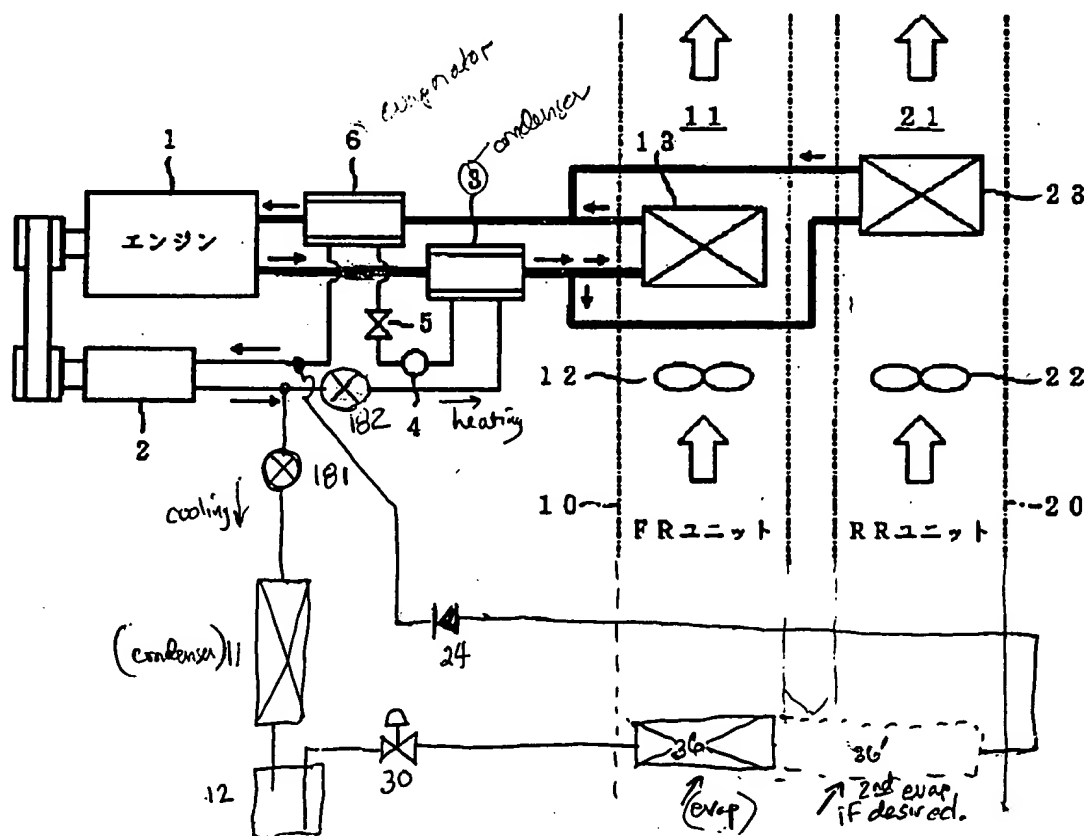 evaporator
condenser
1
6
3
11
21
13
23
エンジン
5
12
22
2
182
4
heating
181
cooling
10
FRユニット
RRユニット
20
(condenser) 11
24
12
30
36
36'
(evap)
2nd evap
if desired.